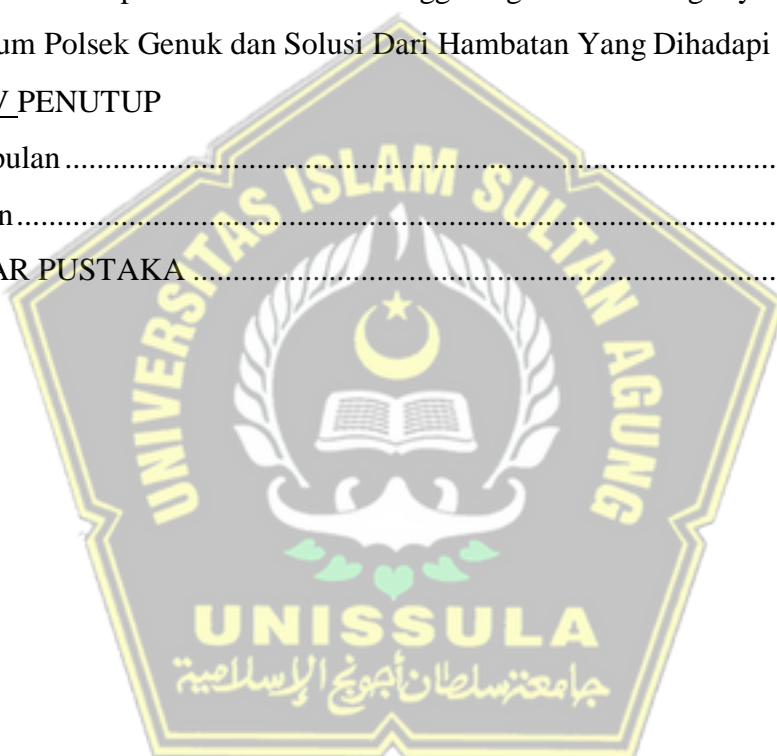 um Polsek Genuk dan Solusi Dari Hambatan Yang Dihadapi
PENUTUP
pulan ........................................................................
n ........................................................................
AR PUSTAKA ........................................................................
UNIVERSITAS ISLAM SULTAN AGUNG
UNISSULA
جامعة سلطان أجونج الإسلامية